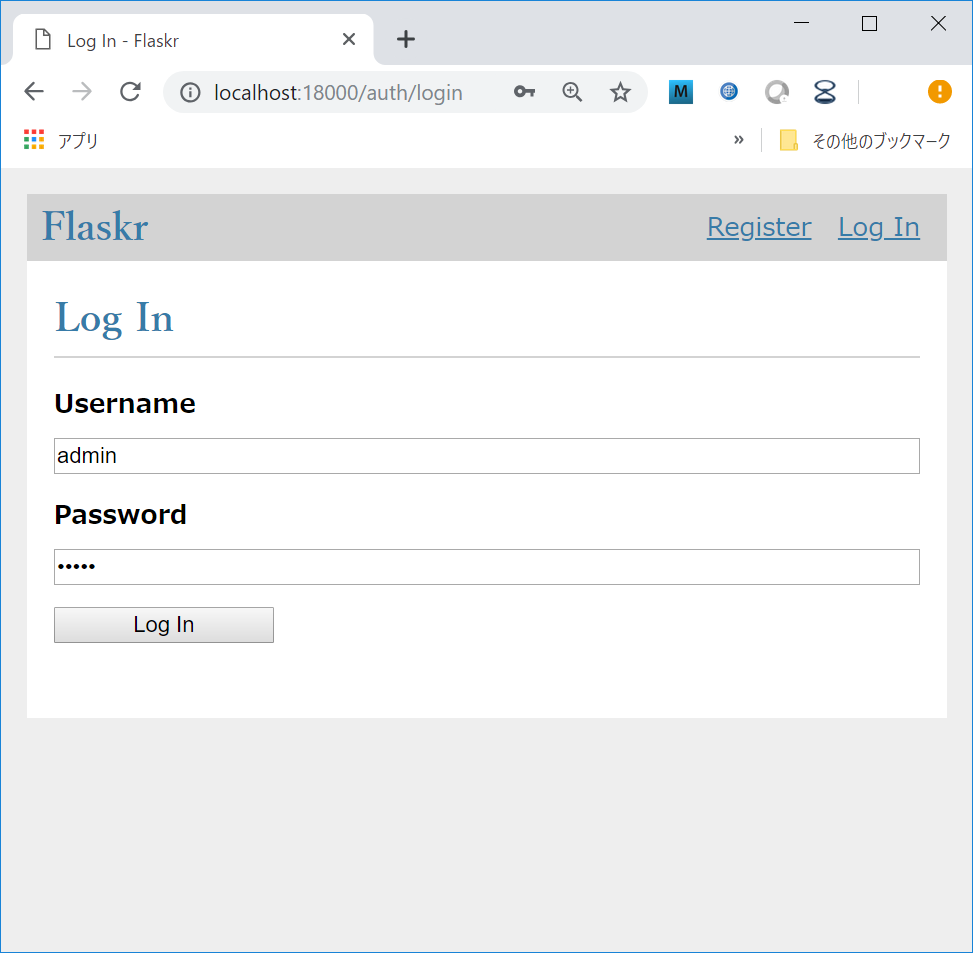 Log In - Flaskr
localhost:18000/auth/login
M
アプリ
»
その他のブックマーク
Flaskr
Register Log In
Log In
Username
admin
Password
•••••
Log In